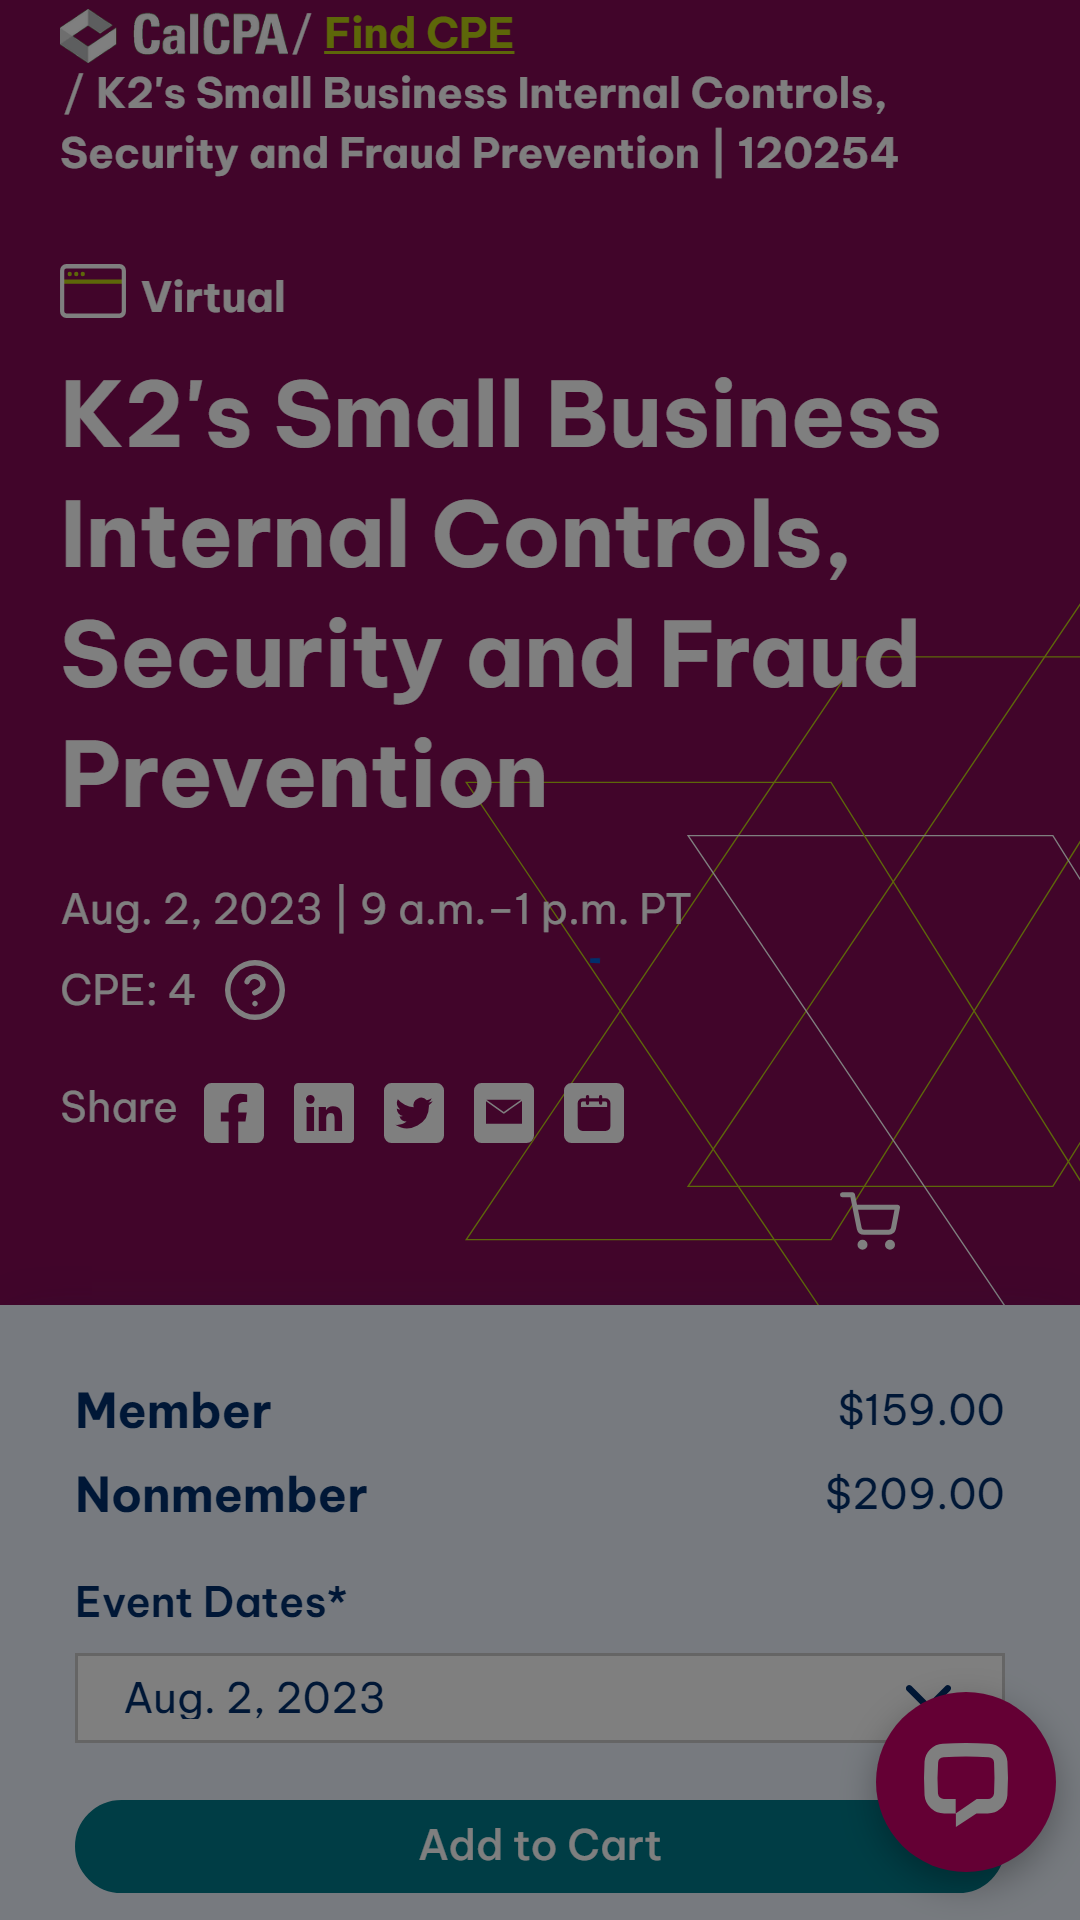 CalCPA / Find CPE
/ K2's Small Business Internal Controls,
Security and Fraud Prevention | 120254
Virtual
K2's Small Business
Internal Controls,
Security and Fraud
Prevention
Aug. 2, 2023 | 9 a.m.–1 p.m. PT
CPE: 4 ?
Share f in
Member $159.00
Nonmember $209.00
Event Dates*
Aug. 2, 2023
Add to Cart